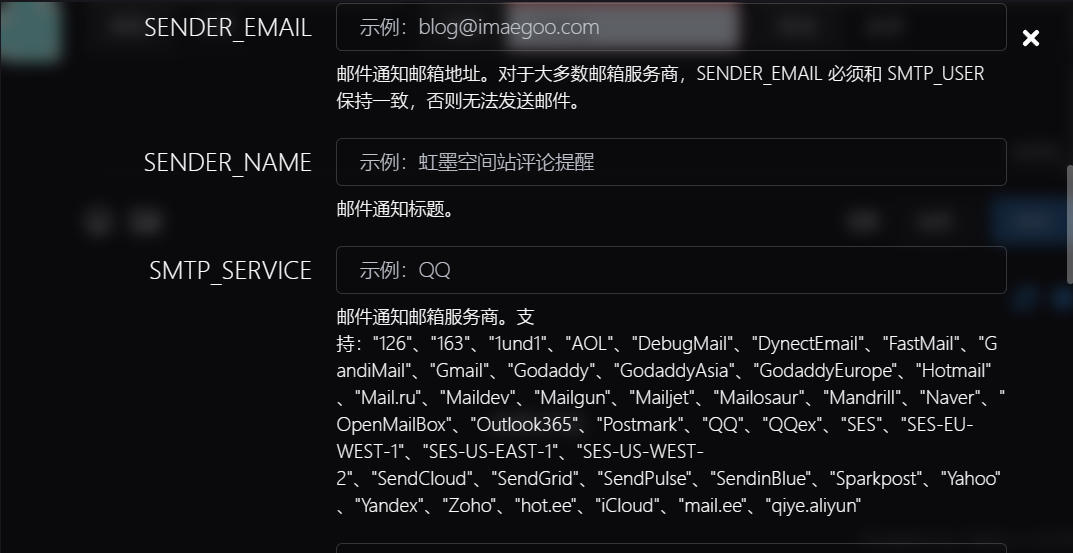 SENDER_EMAIL
示例：blog@imaegoo.com
邮件通知邮箱地址。对于大多数邮箱服务商，SENDER_EMAIL 必须和 SMTP_USER
保持一致，否则无法发送邮件。
SENDER_NAME
示例：虹墨空间站评论提醒
邮件通知标题。
SMTP_SERVICE
示例：QQ
邮件通知邮箱服务商。支
持："126"、"163"、"1und1"、"AOL"、"DebugMail"、"DynectEmail"、"FastMail"、"G
andiMail"、"Gmail"、"Godaddy"、"GodaddyAsia"、"GodaddyEurope"、"Hotmail"
、"Mail.ru"、"Maildev"、"Mailgun"、"Mailjet"、"Mailosaur"、"Mandrill"、"Naver"、"
OpenMailBox"、"Outlook365"、"Postmark"、"QQ"、"QQex"、"SES"、"SES-EU-
WEST-1"、"SES-US-EAST-1"、"SES-US-WEST-
2"、"SendCloud"、"SendGrid"、"SendPulse"、"SendinBlue"、"Sparkpost"、"Yahoo"
、"Yandex"、"Zoho"、"hot.ee"、"iCloud"、"mail.ee"、"qiye.aliyun"